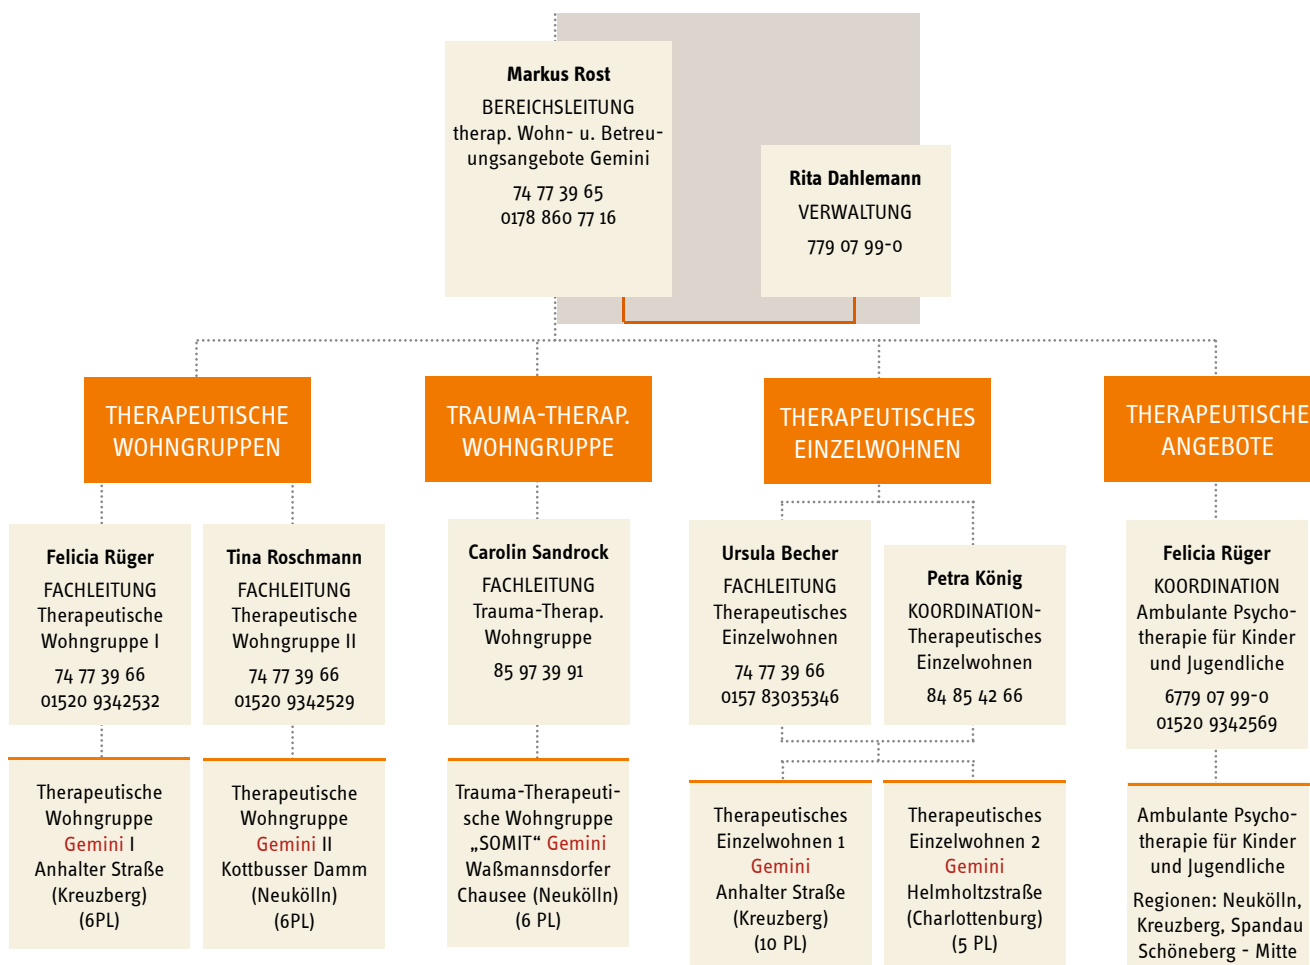 Markus Rost
BEREICHSLEITUNG
therap. Wohn- u. Betreu-
ungsangebote Gemini
74 77 39 65
0178 860 77 16
Rita Dahlemann
VERWALTUNG
779 07 99-0
THERAPEUTISCHE
WOHNGRUPPEN
TRAUMA-THERAP.
WOHNGRUPPE
THERAPEUTISCHES
EINZELWOHNEN
THERAPEUTISCHE
ANGEBOTE
Felicia Rüger
FACHLEITUNG
Therapeutische
Wohngruppe I
74 77 39 66
01520 9342532
Tina Roschmann
FACHLEITUNG
Therapeutische
Wohngruppe II
74 77 39 66
01520 9342529
Carolin Sandrock
FACHLEITUNG
Trauma-Therap.
Wohngruppe
85 97 39 91
Ursula Becher
FACHLEITUNG
Therapeutisches
Einzelwohnen
74 77 39 66
0157 83035346
Petra König
KOORDINATION-
Therapeutisches
Einzelwohnen
84 85 42 66
Felicia Rüger
KOORDINATION
Ambulante Psycho-
therapie für Kinder
und Jugendliche
6779 07 99-0
01520 9342569
Therapeutische
Wohngruppe
Gemini I
Anhalter Straße
(Kreuzberg)
(6PL)
Therapeutische
Wohngruppe
Gemini II
Kottbusser Damm
(Neukölln)
(6PL)
Trauma-Therapeuti-
sche Wohngruppe
„SOMIT“ Gemini
Waßmannsdorfer
Chausee (Neukölln)
(6 PL)
Therapeutisches
Einzelwohnen 1
Gemini
Anhalter Straße
(Kreuzberg)
(10 PL)
Therapeutisches
Einzelwohnen 2
Gemini
Helmholtzstraße
(Charlottenburg)
(5 PL)
Ambulante Psycho-
therapie für Kinder
und Jugendliche
Regionen: Neukölln,
Kreuzberg, Spandau
Schöneberg - Mitte